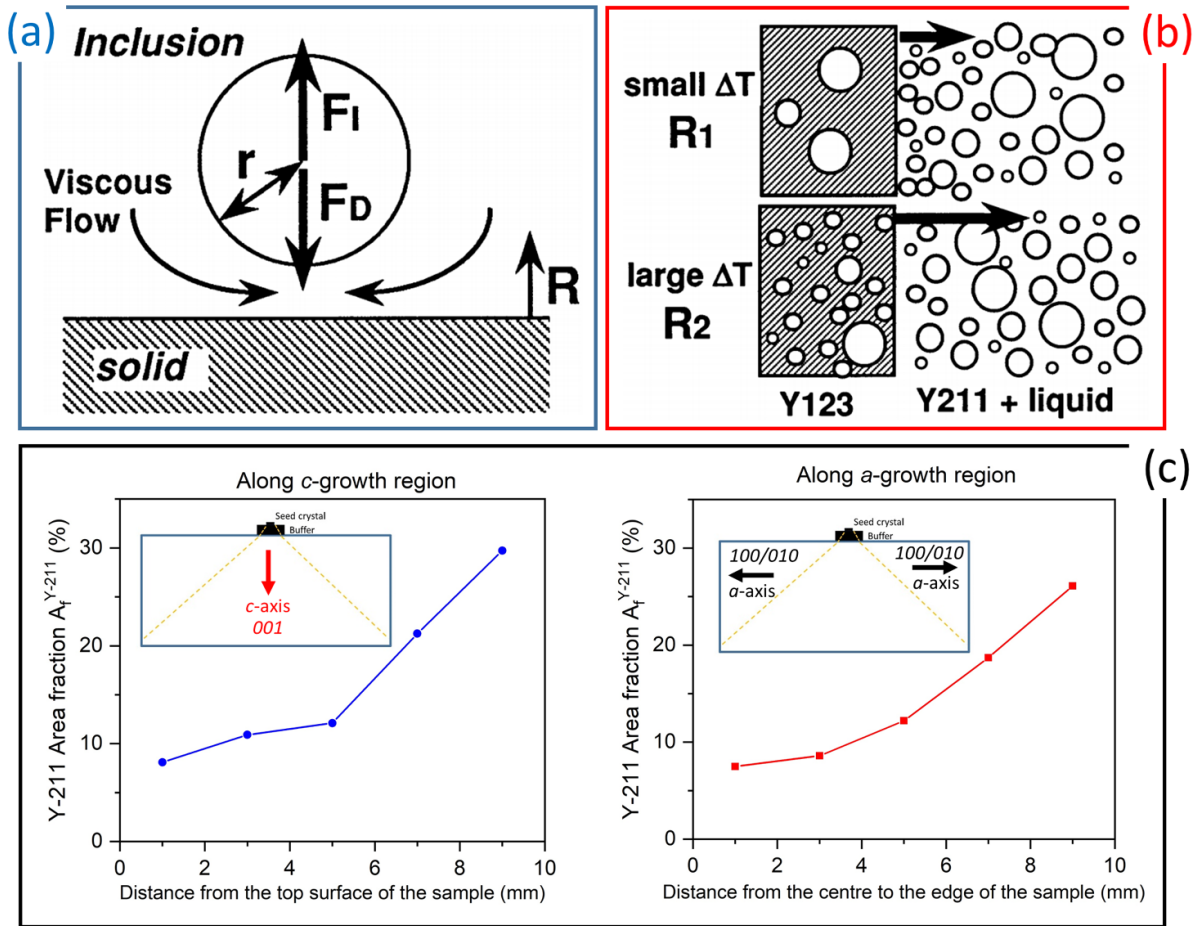 (a)
Inclusion
F_I
r
F_D
Viscous
Flow
R
solid
(b)
small ΔT
R1
large ΔT
R2
Y123
Y211 + liquid
(c)
Along c-growth region
Y-211 Area fraction A_f^Y-211 (%)
30
20
10
0
Seed crystal
Buffer
c-axis
001
0 2 4 6 8 10
Distance from the top surface of the sample (mm)
Along a-growth region
Y-211 Area fraction A_f^Y-211 (%)
30
20
10
0
Seed crystal
Buffer
100/010
a-axis
100/010
a-axis
0 2 4 6 8 10
Distance from the centre to the edge of the sample (mm)